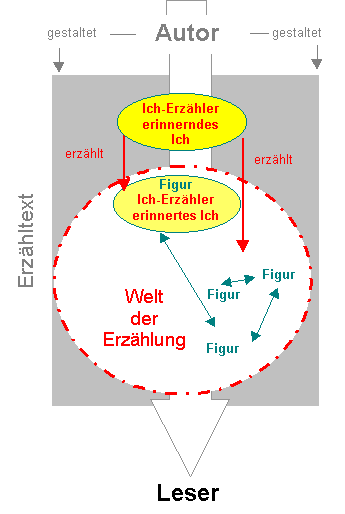 gestaltet
Autor
gestaltet
Ich-Erzähler
erinnerndes
Ich
erzählt
erzählt
Figur
Ich-Erzähler
erinnertes Ich
Erzähltext
Figur
Figur
Welt
der
Erzählung
Figur
Leser